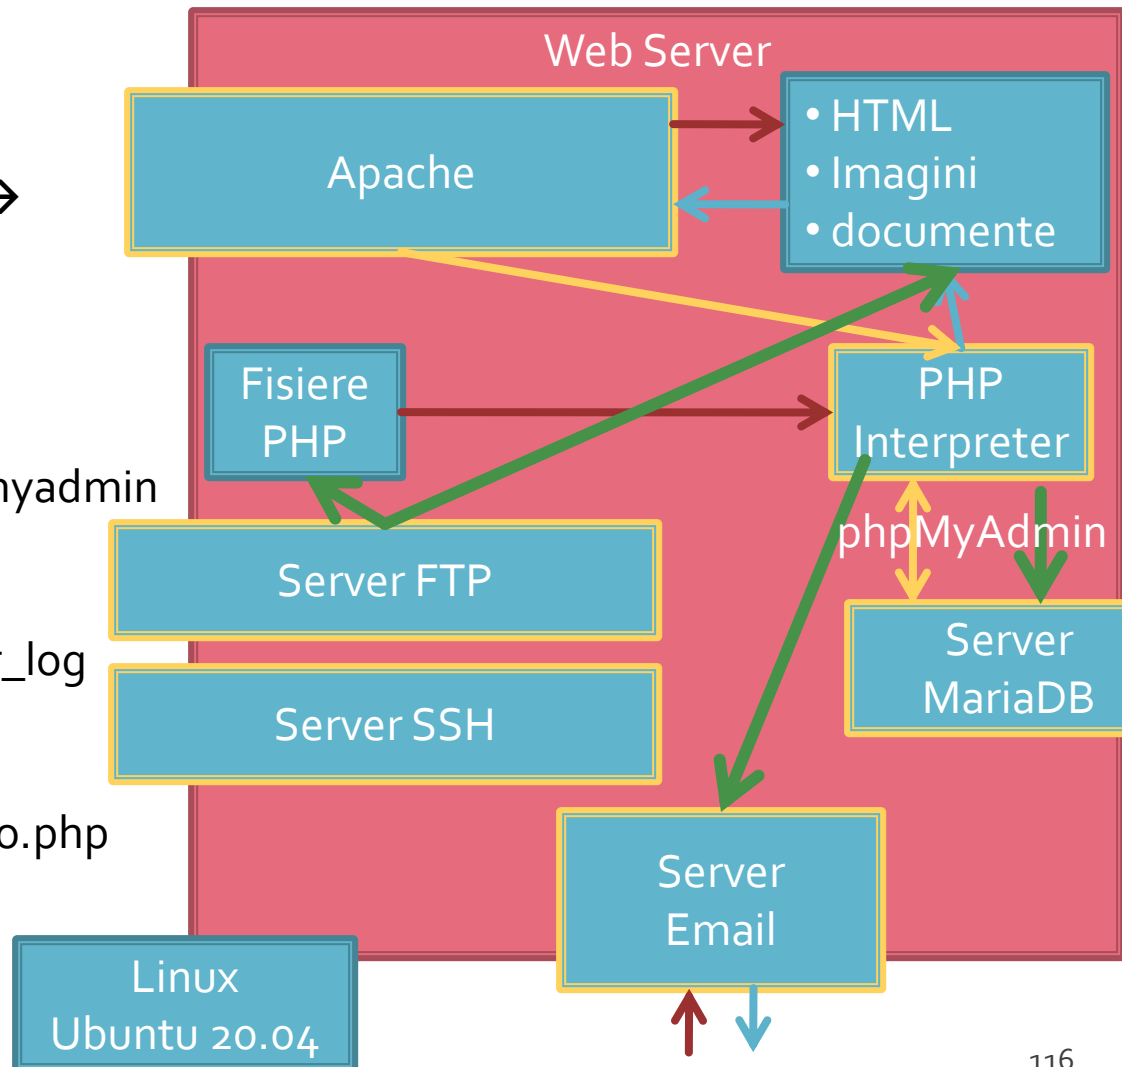 Web Server
Apache
• HTML
• Imagini
• documente
→
Fisiere
PHP
PHP
Interpreter
nyadmin
phpMyAdmin
Server FTP
Server
MariaDB
_log
Server SSH
o.php
Server
Email
Linux
Ubuntu 20.04
116